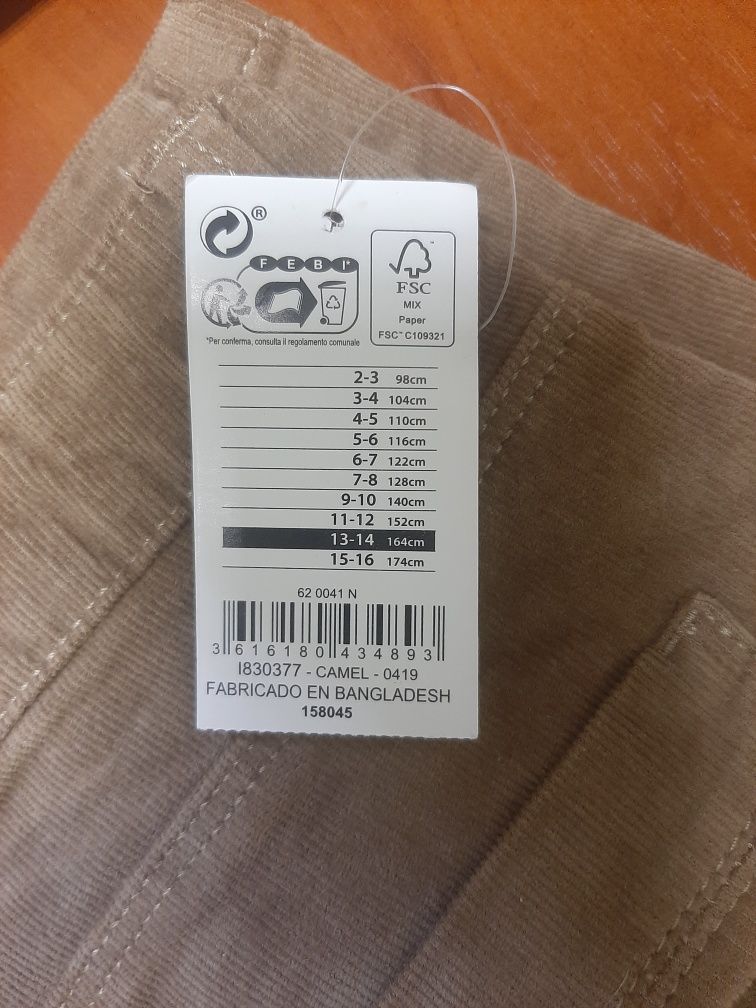 ®
F E B I*
FSC™
MIX
Paper
FSC™ C109321
*Per conferma, consulta il regolamento comunale
2-3 98cm
3-4 104cm
4-5 110cm
5-6 116cm
6-7 122cm
7-8 128cm
9-10 140cm
11-12 152cm
13-14 164cm
15-16 174cm
62 0041 N
3 616180 434893
I830377 - CAMEL - 0419
FABRICADO EN BANGLADESH
158045